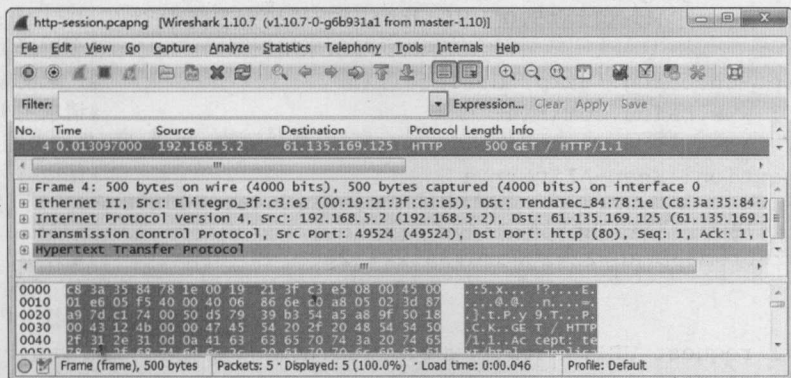 http-session.pcapng [Wireshark 1.10.7 (v1.10.7-0-g6b931a1 from master-1.10)]
File Edit View Go Capture Analyze Statistics Telephony Tools Internals Help
Filter: Expression... Clear Apply Save
No. Time Source Destination Protocol Length Info
4 0.013097000 192.168.5.2 61.135.169.125 HTTP 500 GET / HTTP/1.1
Frame 4: 500 bytes on wire (4000 bits), 500 bytes captured (4000 bits) on interface 0
Ethernet II, Src: Elitegro_3f:c3:e5 (00:19:21:3f:c3:e5), Dst: TendaTec_84:78:1e (c8:3a:35:84:7
Internet Protocol Version 4, Src: 192.168.5.2 (192.168.5.2), Dst: 61.135.169.125 (61.135.169.1
Transmission Control Protocol, Src Port: 49524 (49524), Dst Port: http (80), Seq: 1, Ack: 1, L
Hypertext Transfer Protocol
0000 c8 3a 35 84 78 1e 00 19 21 3f c3 e5 08 00 45 00 .:5.x... !?....E.
0010 01 e6 05 f5 40 00 40 06 86 6e c0 a8 05 02 3d 87 ....@.@. .n....=.
0020 a9 7d c1 74 00 50 d5 79 39 b3 54 a5 a8 9f 50 18 .}.t.P.y 9.T...P.
0030 00 43 12 4b 00 00 47 45 54 20 2f 20 48 54 54 50 .C.K..GE T / HTTP
0040 2f 31 2e 31 0d 0a 41 63 63 65 70 74 3a 20 74 65 /1.1..Ac cept: te
0050
Frame (frame), 500 bytes Packets: 5 · Displayed: 5 (100.0%) · Load time: 0:00.046 Profile: Default